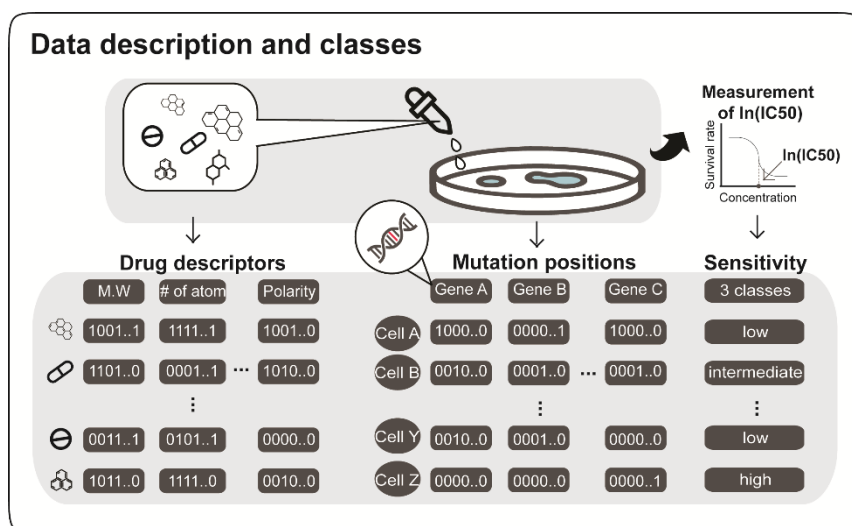 Data description and classes
Measurement
of ln(IC50)
Survival rate
ln(IC50)
Concentration
Drug descriptors
Mutation positions
Sensitivity
M.W # of atom Polarity Gene A Gene B Gene C 3 classes
1001..1 1111..1 1001..0 Cell A 1000..0 0000..1 1000..0 low
1101..0 0001..1 ... 1010..0 Cell B 0010..0 0001..0 ... 0001..0 intermediate
0011..1 0101..1 0000..0 Cell Y 0010..0 0001..0 0000..0 low
1011..0 1111..0 0010..0 Cell Z 0000..0 0000..0 0000..1 high